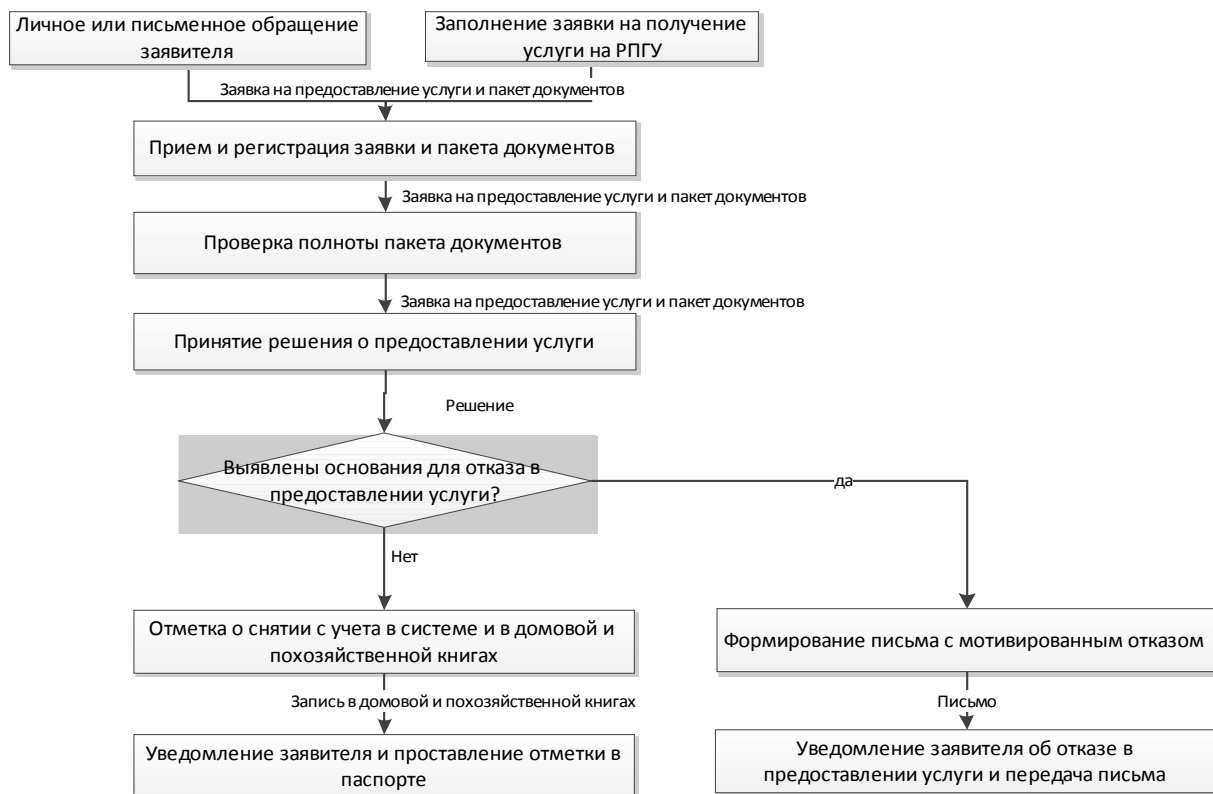 Личное или письменное обращение
заявителя
Заполнение заявки на получение
услуги на РПГУ
Заявка на предоставление услуги и пакет документов
Прием и регистрация заявки и пакета документов
Заявка на предоставление услуги и пакет документов
Проверка полноты пакета документов
Заявка на предоставление услуги и пакет документов
Принятие решения о предоставлении услуги
Решение
Выявлены основания для отказа в
предоставлении услуги?
да
Нет
Отметка о снятии с учета в системе и в домовой и
похозяйственной книгах
Формирование письма с мотивированным отказом
Запись в домовой и похозяйственной книгах
Письмо
Уведомление заявителя и проставление отметки в
паспорте
Уведомление заявителя об отказе в
предоставлении услуги и передача письма